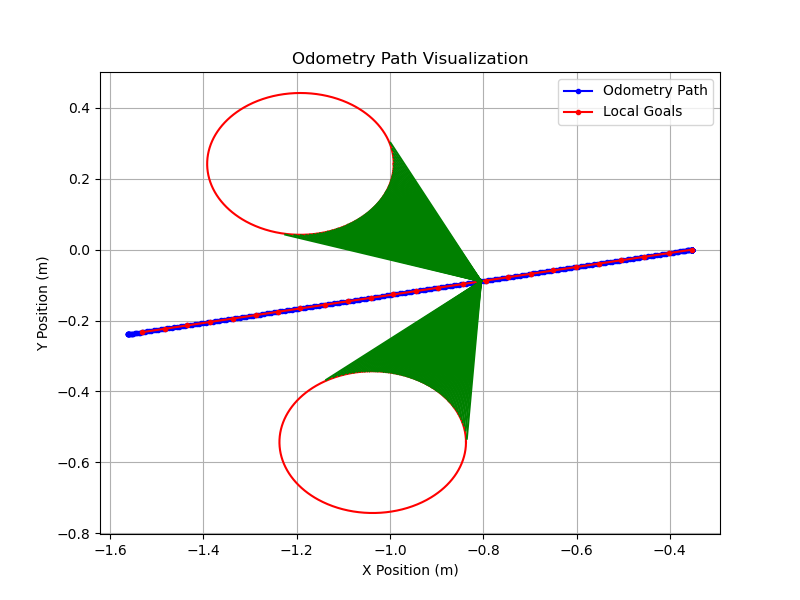 Odometry Path Visualization
Odometry Path
Local Goals
Y Position (m)
0.4
0.2
0.0
−0.2
−0.4
−0.6
−0.8
−1.6 −1.4 −1.2 −1.0 −0.8 −0.6 −0.4
X Position (m)